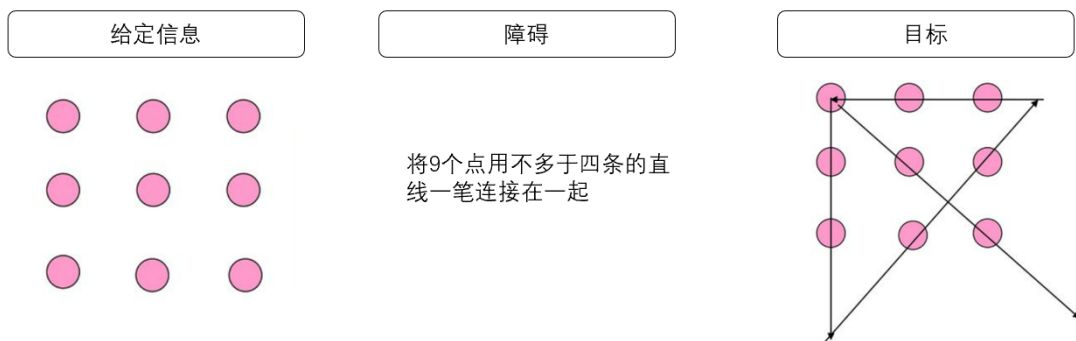 给定信息
障碍
目标
将9个点用不多于四条的直
线一笔连接在一起